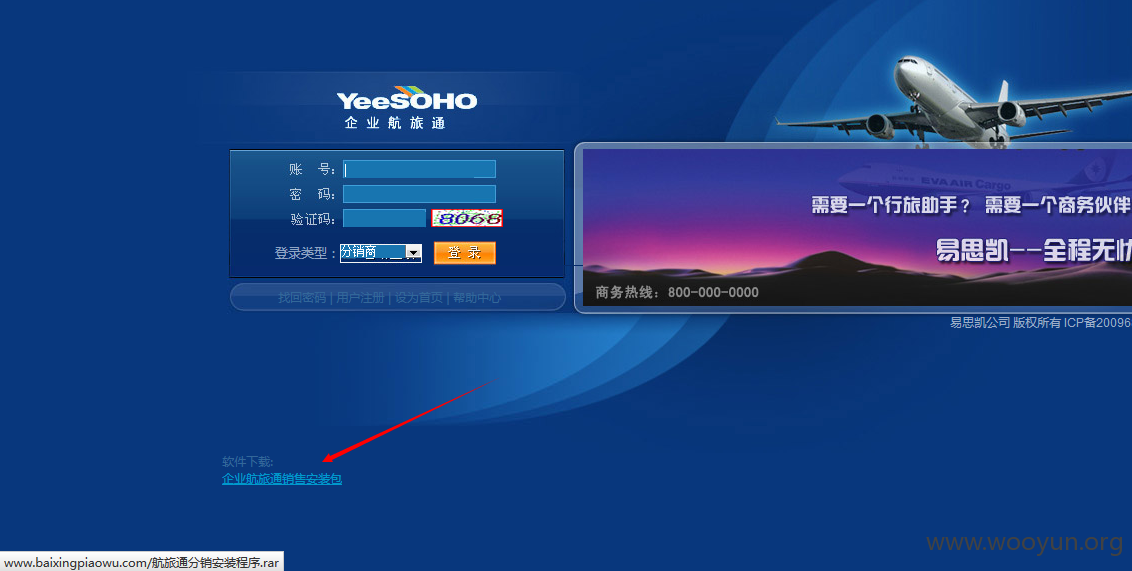 YeeSOHO
企业航旅通
账 号:
密 码:
验证码: 8068
登录类型: 分销商 登 录
找回密码 | 用户注册 | 设为首页 | 帮助中心
EVA AIR Cargo
需要一个行旅助手？ 需要一个商务伙伴
易思凯--全程无忧
商务热线：800-000-0000
易思凯公司 版权所有 ICP备20096
软件下载:
企业航旅通销售安装包
www.wooyun.org
www.baixingpiaowu.com/航旅通分销安装程序.rar